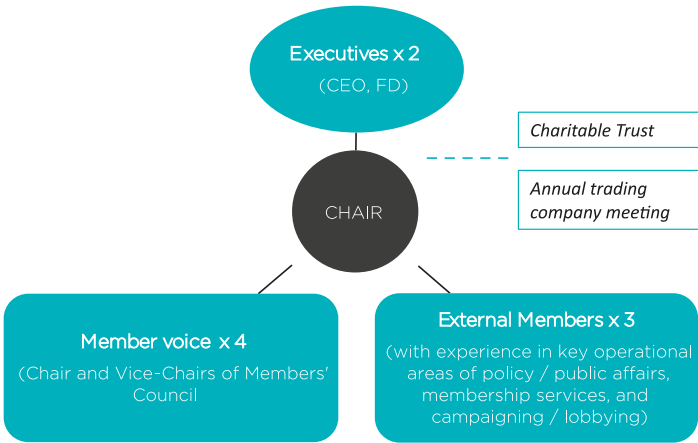 Executives x 2
(CEO, FD)
Charitable Trust
Annual trading
company meeting
CHAIR
Member voice x 4
(Chair and Vice-Chairs of Members'
Council
External Members x 3
(with experience in key operational
areas of policy / public affairs,
membership services, and
campaigning / lobbying)